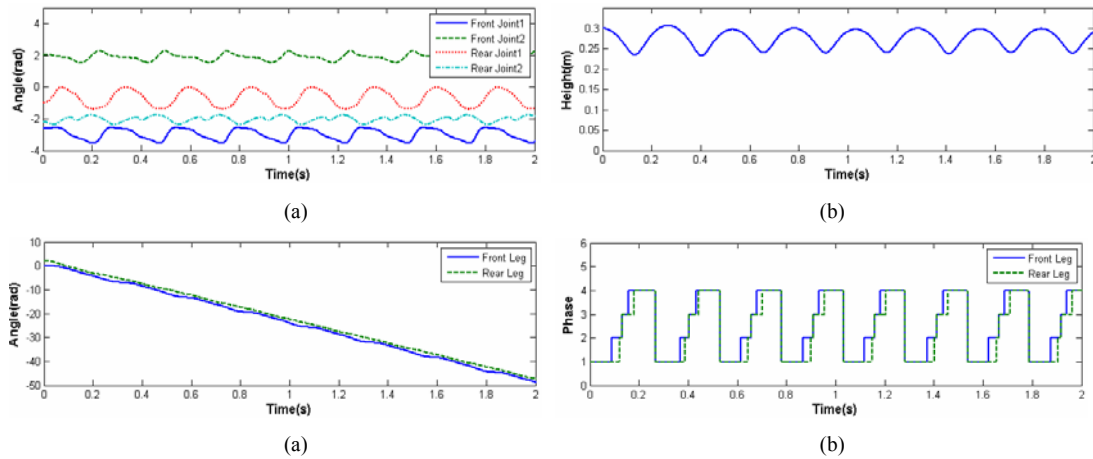 Angle(rad)
4
2
0
-2
-4
Front Joint1
Front Joint2
Rear Joint1
Rear Joint2
0 0.2 0.4 0.6 0.8 1 1.2 1.4 1.6 1.8 2
Time(s)
(a)
Height(m)
0.3
0.25
0.2
0.15
0.1
0.05
0
0 0.2 0.4 0.6 0.8 1 1.2 1.4 1.6 1.8 2
Time(s)
(b)
Angle(rad)
10
0
-10
-20
-30
-40
-50
Front Leg
Rear Leg
0 0.2 0.4 0.6 0.8 1 1.2 1.4 1.6 1.8 2
Time(s)
(a)
Phase
6
5
4
3
2
1
0
Front Leg
Rear Leg
0 0.2 0.4 0.6 0.8 1 1.2 1.4 1.6 1.8 2
Time(s)
(b)